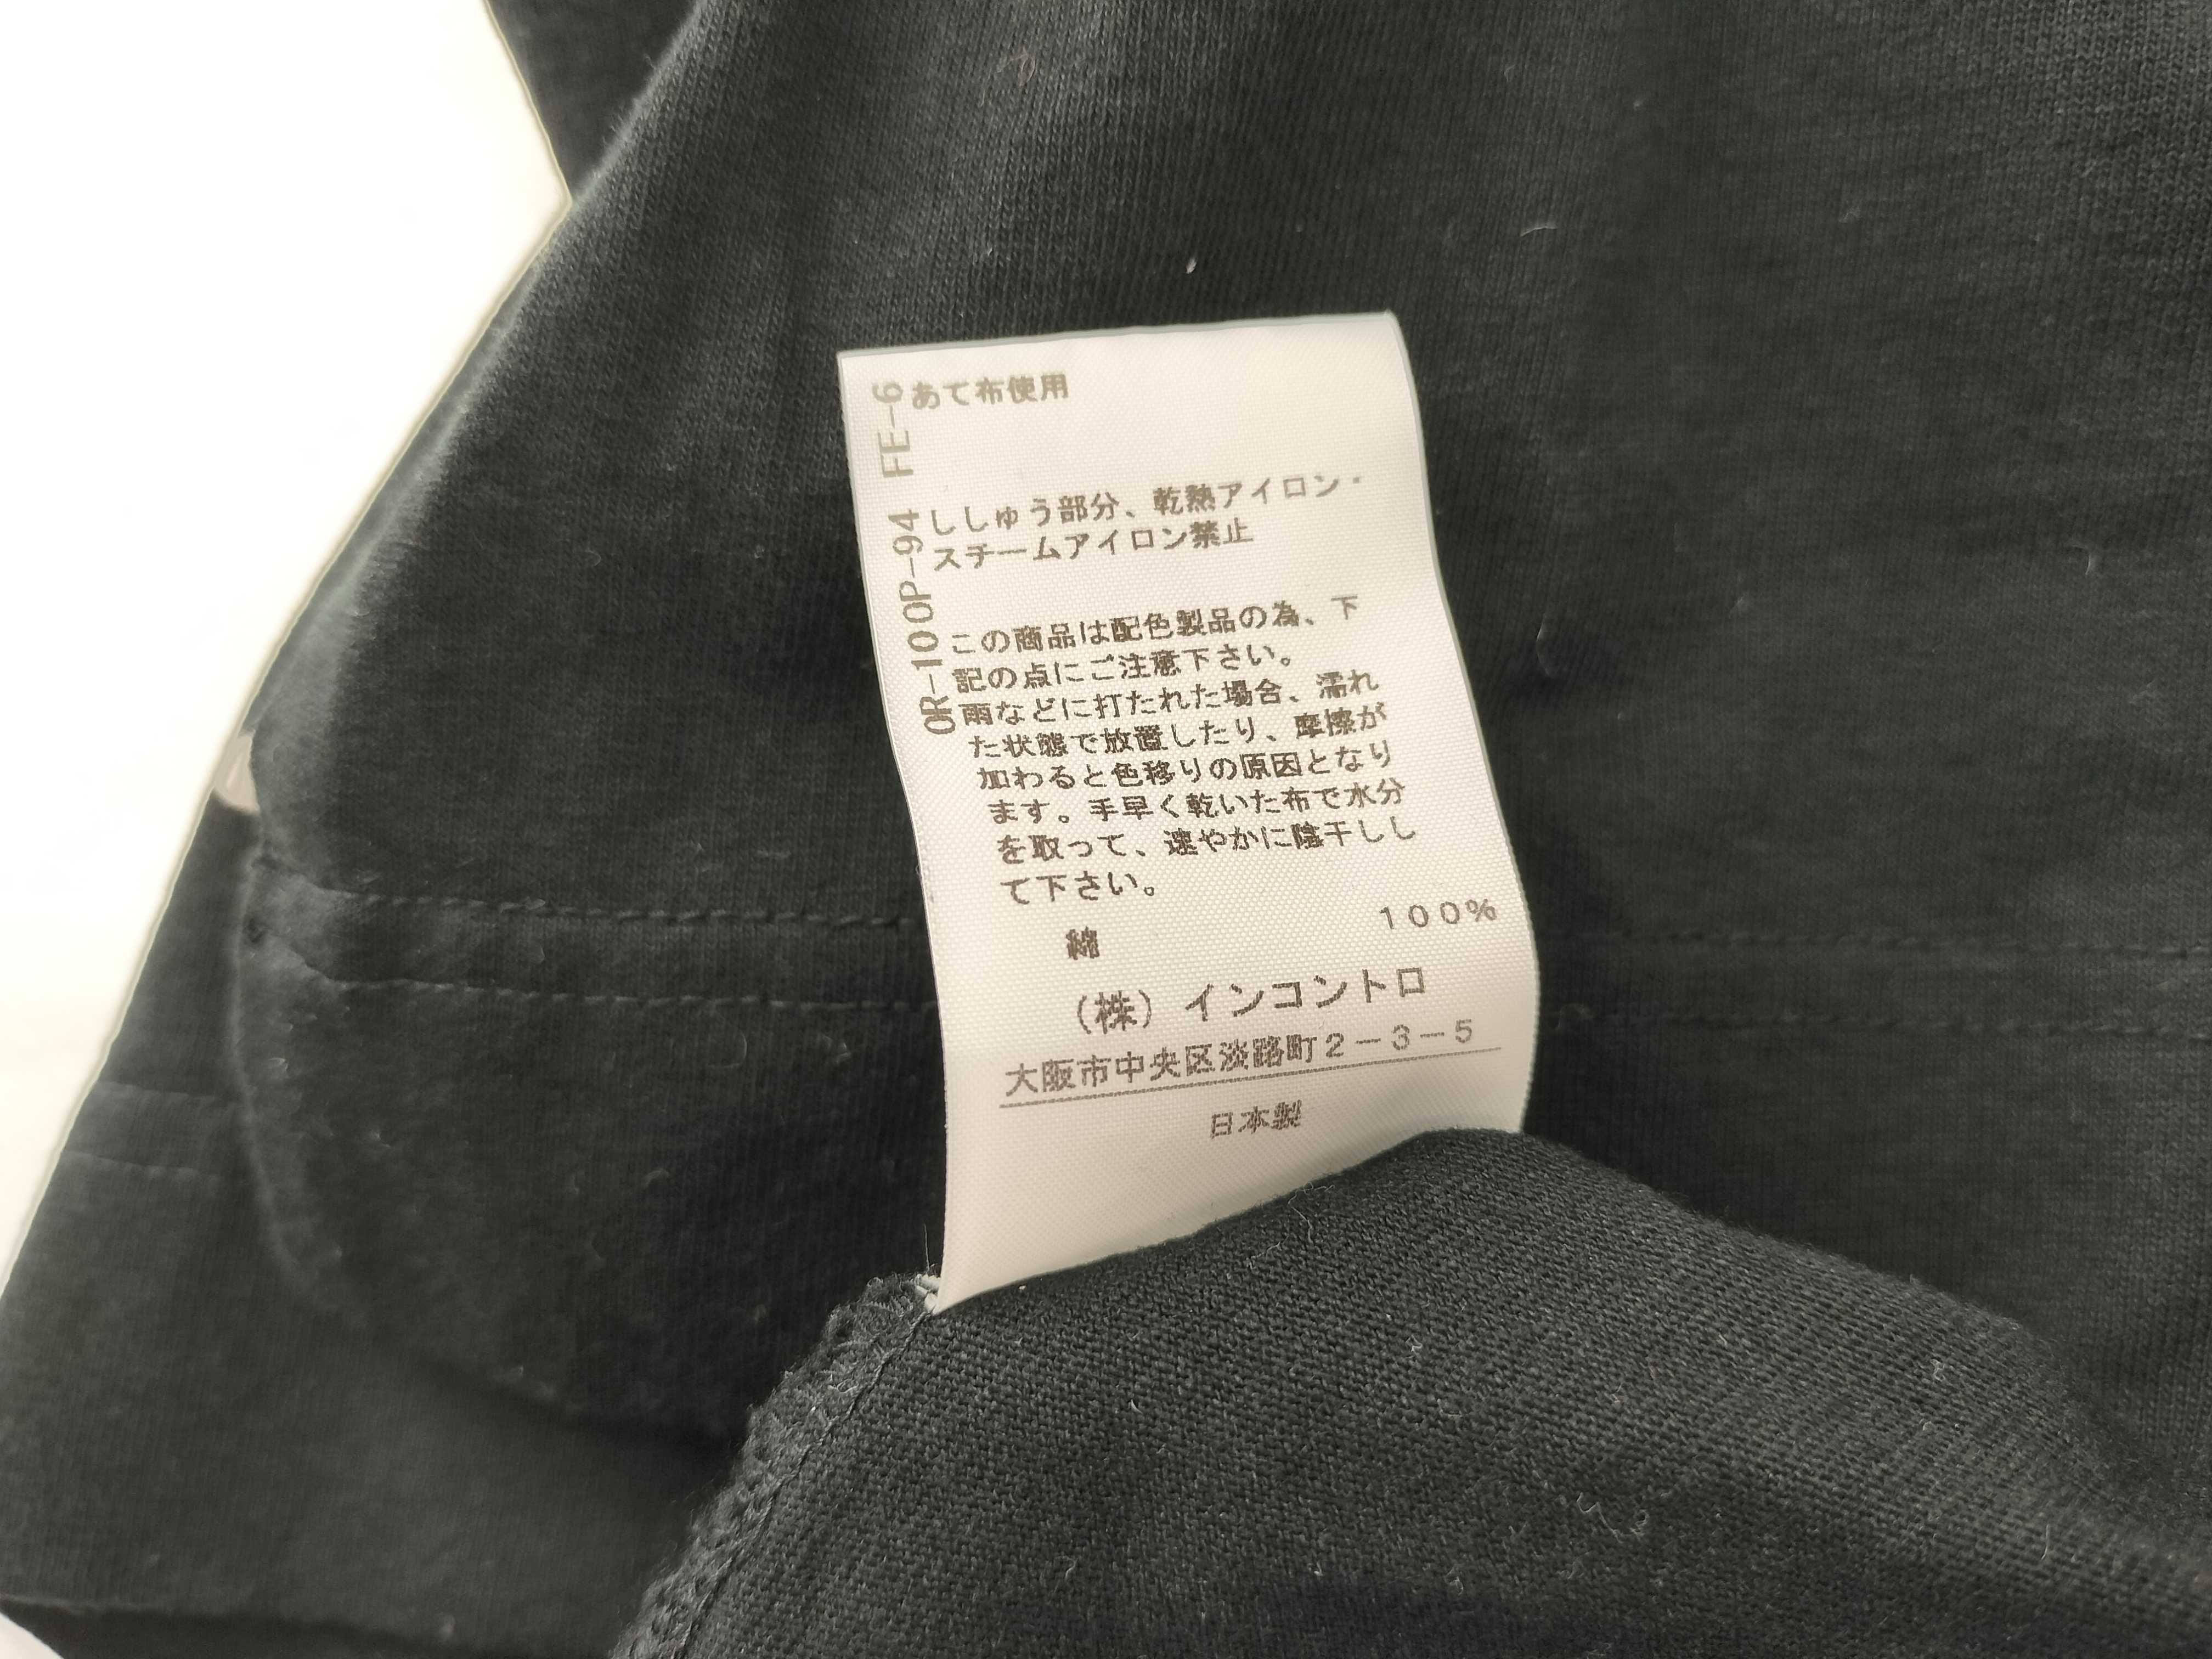 あて布使用
ししゅう部分、乾熱アイロン・
スチームアイロン禁止
この商品は配色製品の為、下
記の点にご注意下さい。
雨などに打たれた場合、濡れ
た状態で放置したり、摩擦が
加わると色移りの原因となり
ます。手早く乾いた布で水分
を取って、速やかに陰干しし
て下さい。
綿 100%
(株)インコントロ
大阪市中央区淡路町2-3-5
日本製
OR-100P-94 FE-6